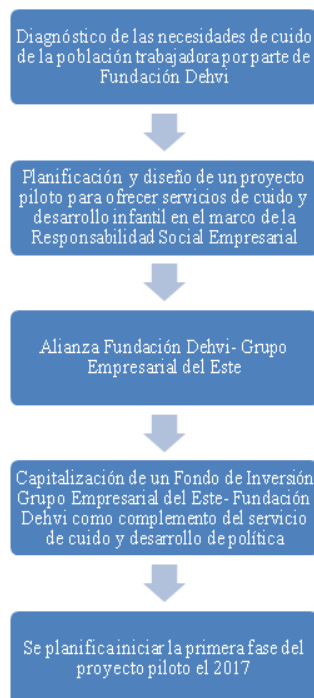 Diagnóstico de las necesidades de cuido
de la población trabajadora por parte de
Fundación Dehvi
Planificación y diseño de un proyecto
piloto para ofrecer servicios de cuido y
desarrollo infantil en el marco de la
Responsabilidad Social Empresarial
Alianza Fundación Dehvi- Grupo
Empresarial del Este
Capitalización de un Fondo de Inversión
Grupo Empresarial del Este- Fundación
Dehvi como complemento del servicio
de cuido y desarrollo de política
Se planifica iniciar la primera fase del
proyecto piloto el 2017